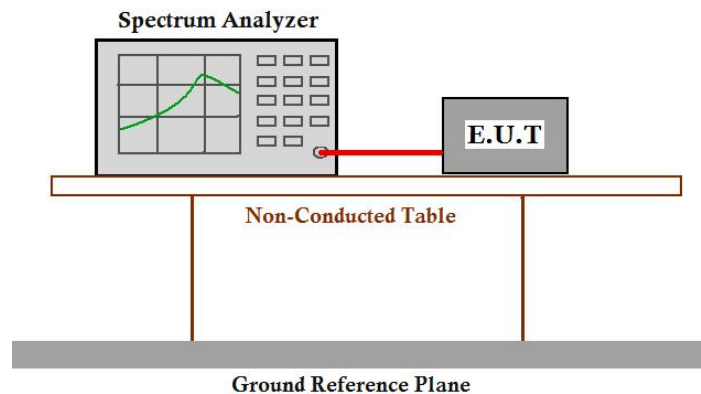 Spectrum Analyzer
E.U.T
Non-Conducted Table
Ground Reference Plane